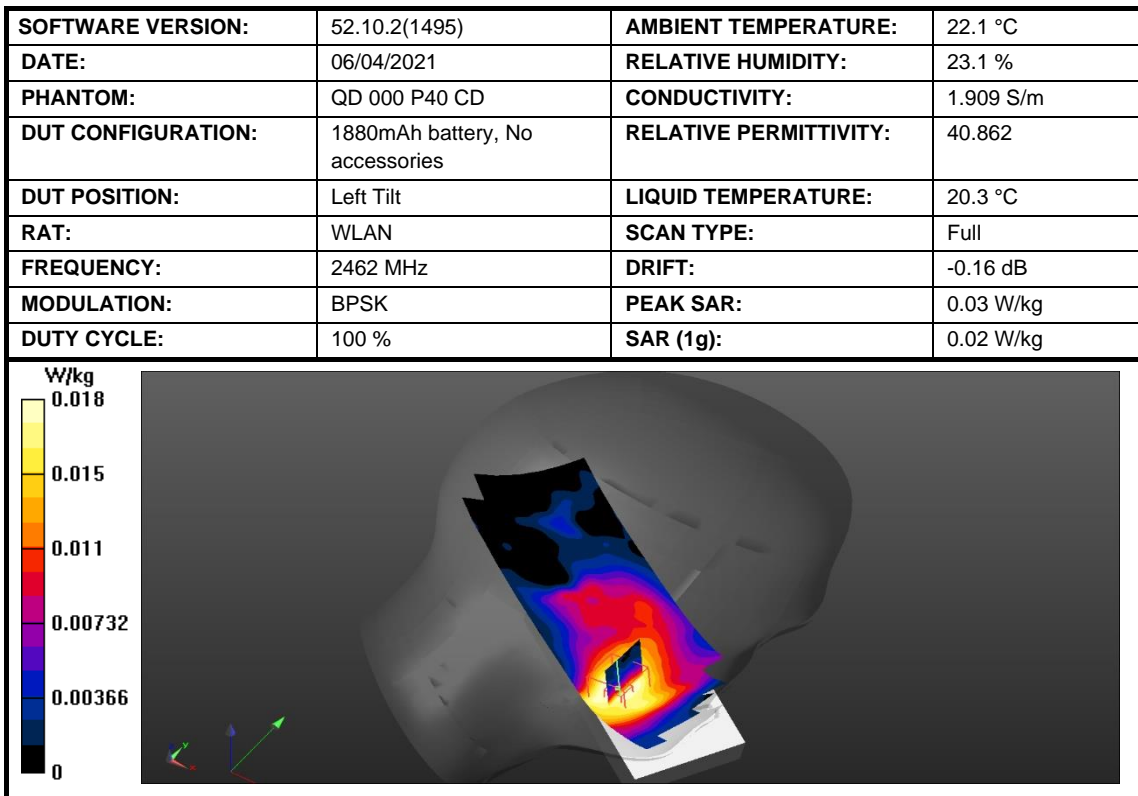 SOFTWARE VERSION: 52.10.2(1495) AMBIENT TEMPERATURE: 22.1 °C
DATE: 06/04/2021 RELATIVE HUMIDITY: 23.1 %
PHANTOM: QD 000 P40 CD CONDUCTIVITY: 1.909 S/m
DUT CONFIGURATION: 1880mAh battery, No RELATIVE PERMITTIVITY: 40.862
accessories
DUT POSITION: Left Tilt LIQUID TEMPERATURE: 20.3 °C
RAT: WLAN SCAN TYPE: Full
FREQUENCY: 2462 MHz DRIFT: -0.16 dB
MODULATION: BPSK PEAK SAR: 0.03 W/kg
DUTY CYCLE: 100 % SAR (1g): 0.02 W/kg
W/kg
0.018
0.015
0.011
0.00732
0.00366
0
y
x